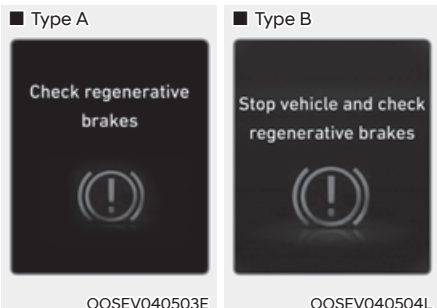 ■ Type A
Check regenerative
brakes
OOSEV040503E
■ Type B
Stop vehicle and check
regenerative brakes
OOSEV040504L